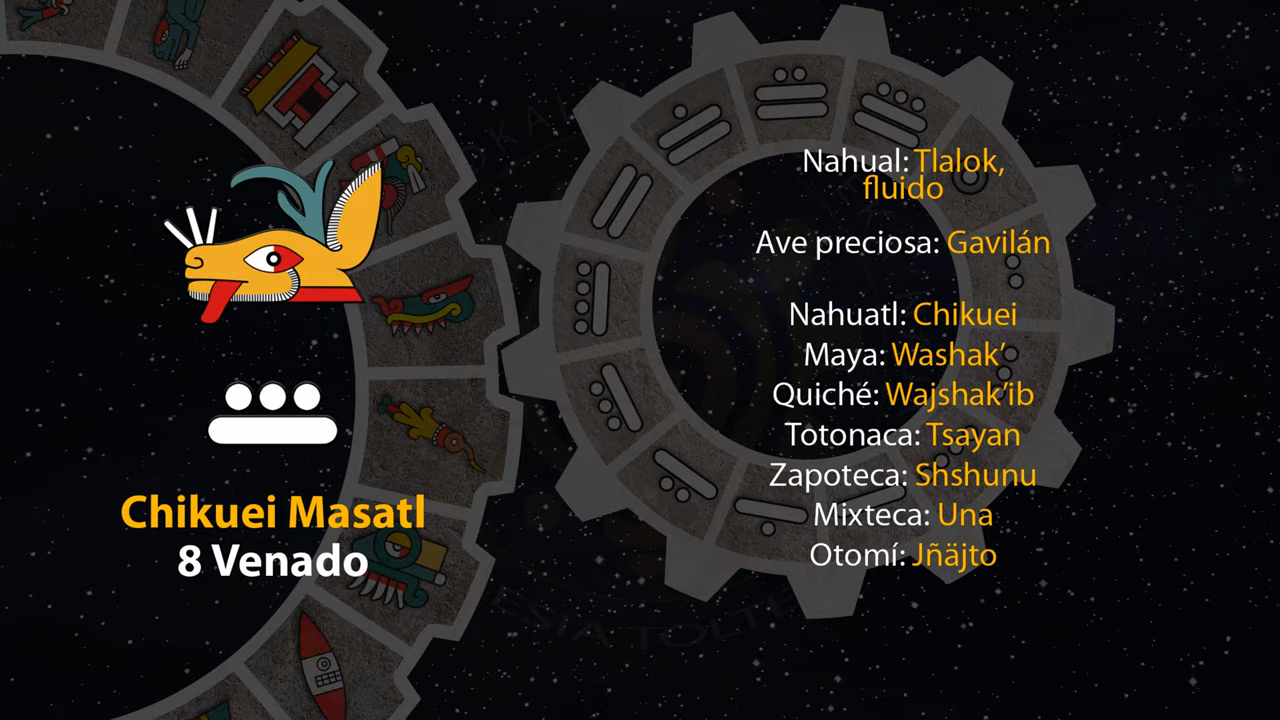 Chikuei Masatl
8 Venado
Nahual: Tlalok,
fluido
Ave preciosa: Gavilán
Nahuatl: Chikuei
Maya: Washak’
Quiché: Wajshak’ib
Totonaca: Tsayan
Zapoteca: Shshunu
Mixteca: Una
Otomí: Jñäjto